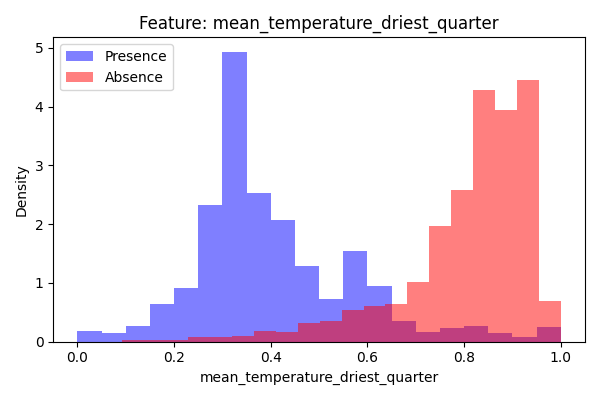 Feature: mean_temperature_driest_quarter
Presence
Absence
Density
5
4
3
2
1
0
0.0 0.2 0.4 0.6 0.8 1.0
mean_temperature_driest_quarter